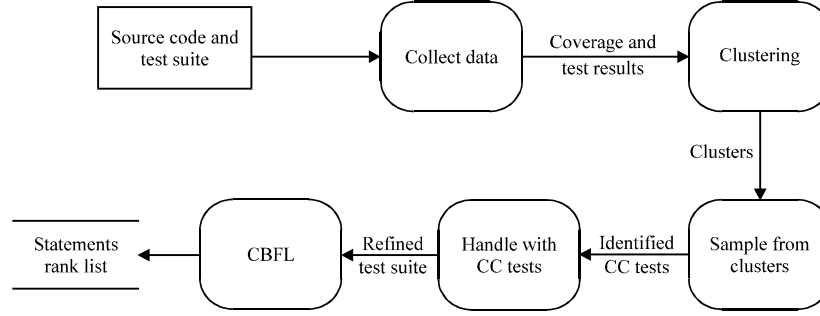 Source code and
test suite
Collect data
Coverage and
test results
Clustering
Clusters
Statements
rank list
CBFL
Refined
test suite
Handle with
CC tests
Identified
CC tests
Sample from
clusters